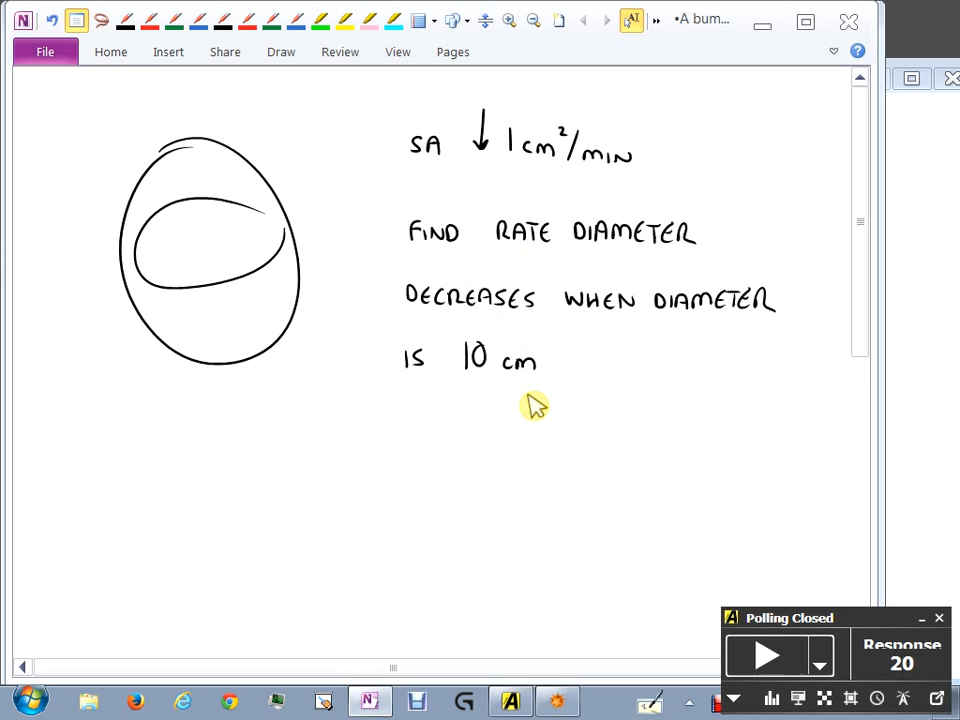 •A bum...
File Home Insert Share Draw Review View Pages
SA ↓ 1 cm²/MIN
FIND RATE DIAMETER
DECREASES WHEN DIAMETER
IS 10 cm
Polling Closed
Response
20